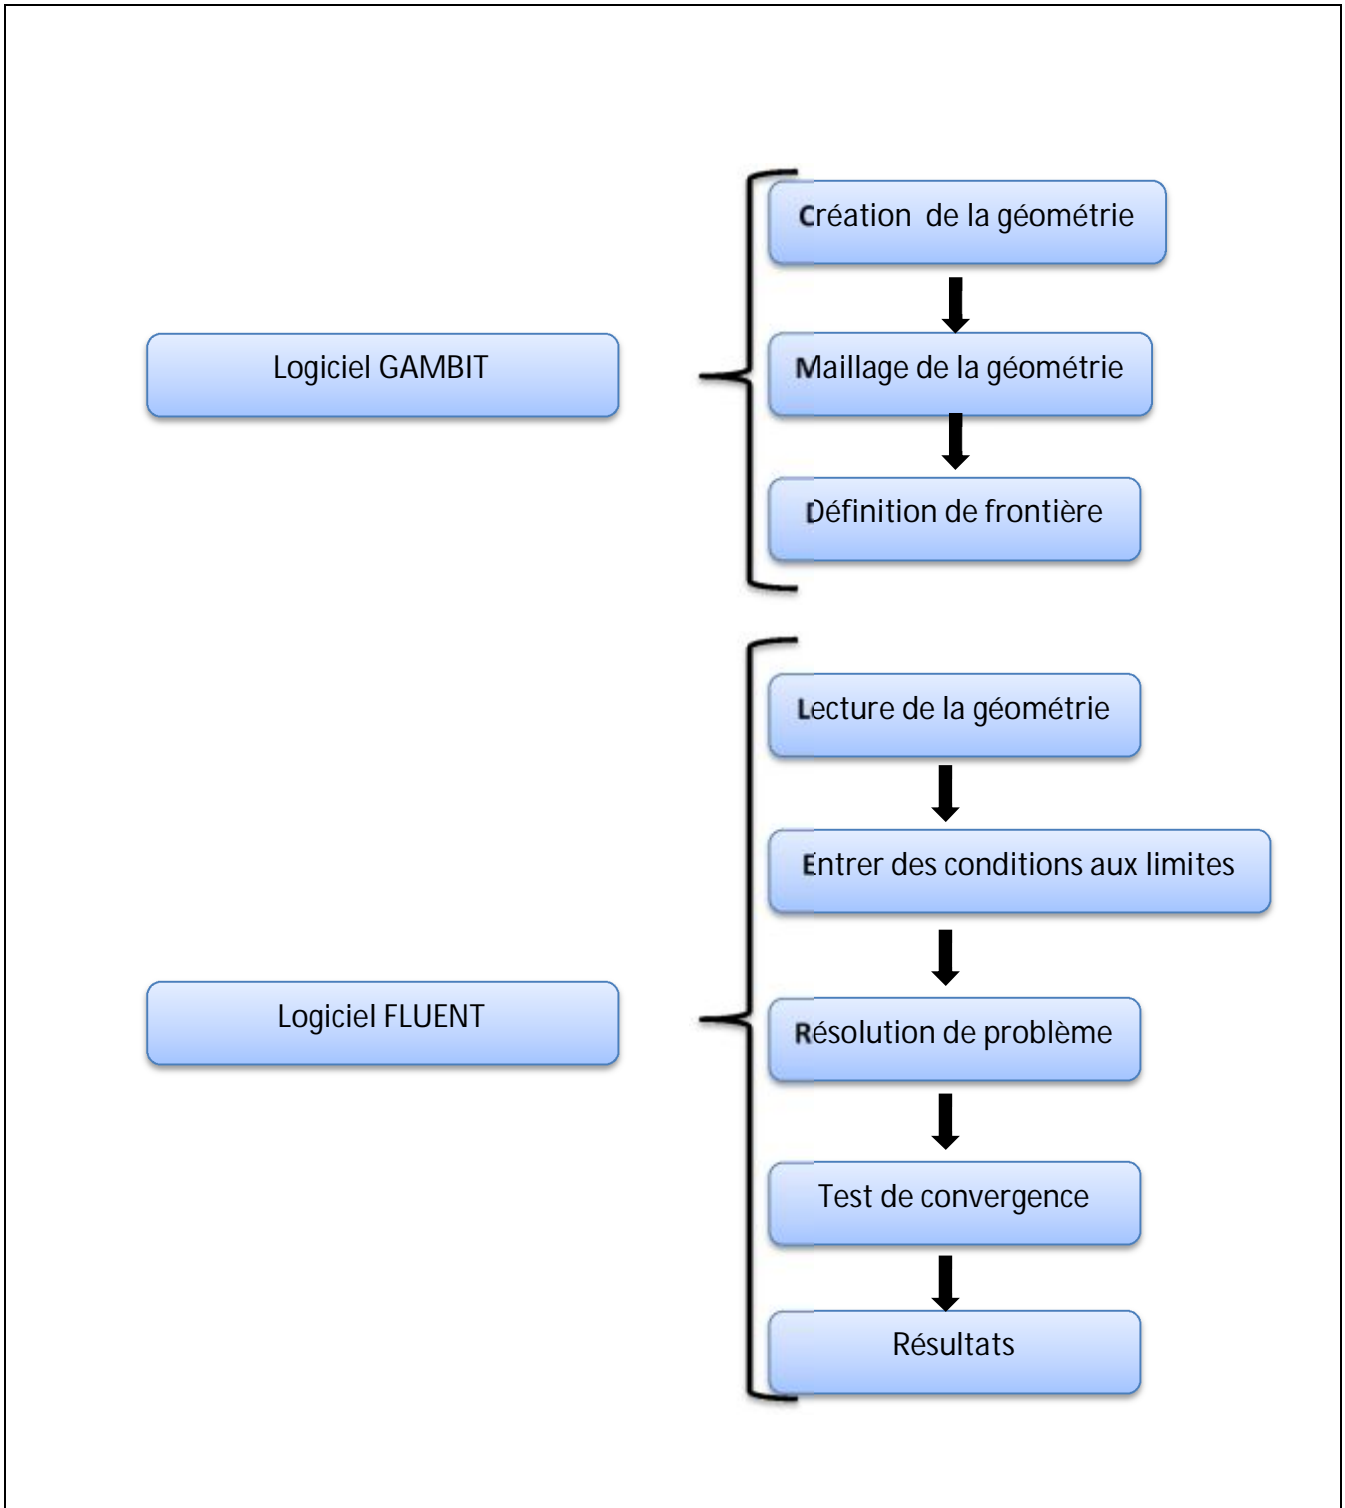 Création de la géométrie
Logiciel GAMBIT
Maillage de la géométrie
Définition de frontière
Lecture de la géométrie
Entrer des conditions aux limites
Logiciel FLUENT
Résolution de problème
Test de convergence
Résultats